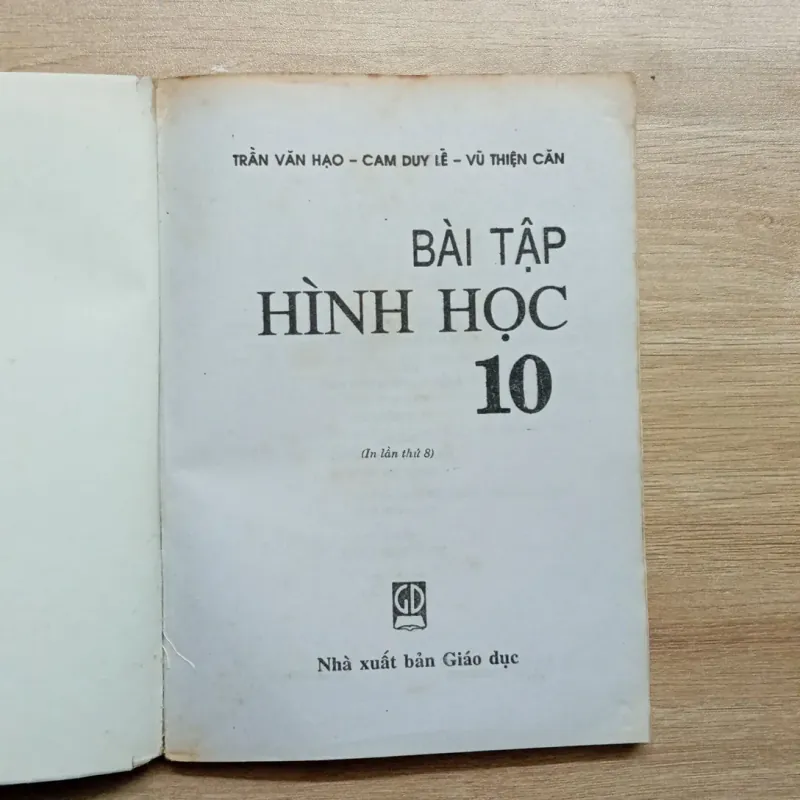 TRẦN VĂN HẠO – CAM DUY LỄ – VŨ THIỆN CĂN
BÀI TẬP
HÌNH HỌC
10
(In lần thứ 8)
GD
Nhà xuất bản Giáo dục